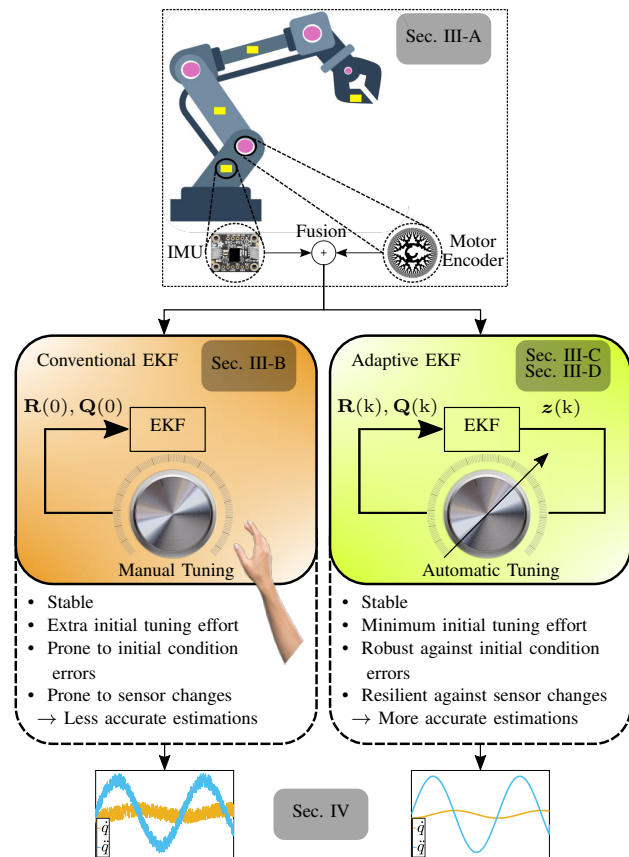 Sec. III-A
Fusion
IMU
+
Motor
Encoder
Conventional EKF
Sec. III-B
R(0), Q(0)
EKF
Manual Tuning
• Stable
• Extra initial tuning effort
• Prone to initial condition
errors
• Prone to sensor changes
→ Less accurate estimations
Adaptive EKF
Sec. III-C
Sec. III-D
R(k), Q(k)
z(k)
EKF
Automatic Tuning
• Stable
• Minimum initial tuning effort
• Robust against initial condition
errors
• Resilient against sensor changes
→ More accurate estimations
q̇
q̈
Sec. IV
q̇
q̈